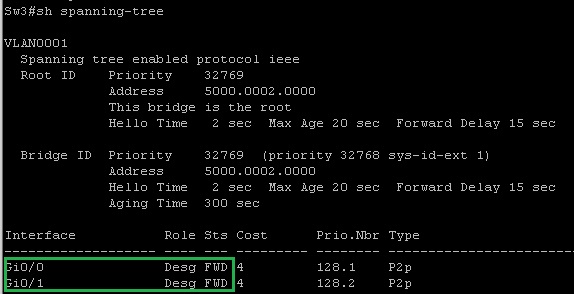 Sw3#sh spanning-tree
VLAN0001
Spanning tree enabled protocol ieee
Root ID Priority 32769
Address 5000.0002.0000
This bridge is the root
Hello Time 2 sec Max Age 20 sec Forward Delay 15 sec
Bridge ID Priority 32769 (priority 32768 sys-id-ext 1)
Address 5000.0002.0000
Hello Time 2 sec Max Age 20 sec Forward Delay 15 sec
Aging Time 300 sec
Interface Role Sts Cost Prio.Nbr Type
------------------- ---- --- --------- -------- --------------------------------
Gi0/0 Desg FWD 4 128.1 P2p
Gi0/1 Desg FWD 4 128.2 P2p